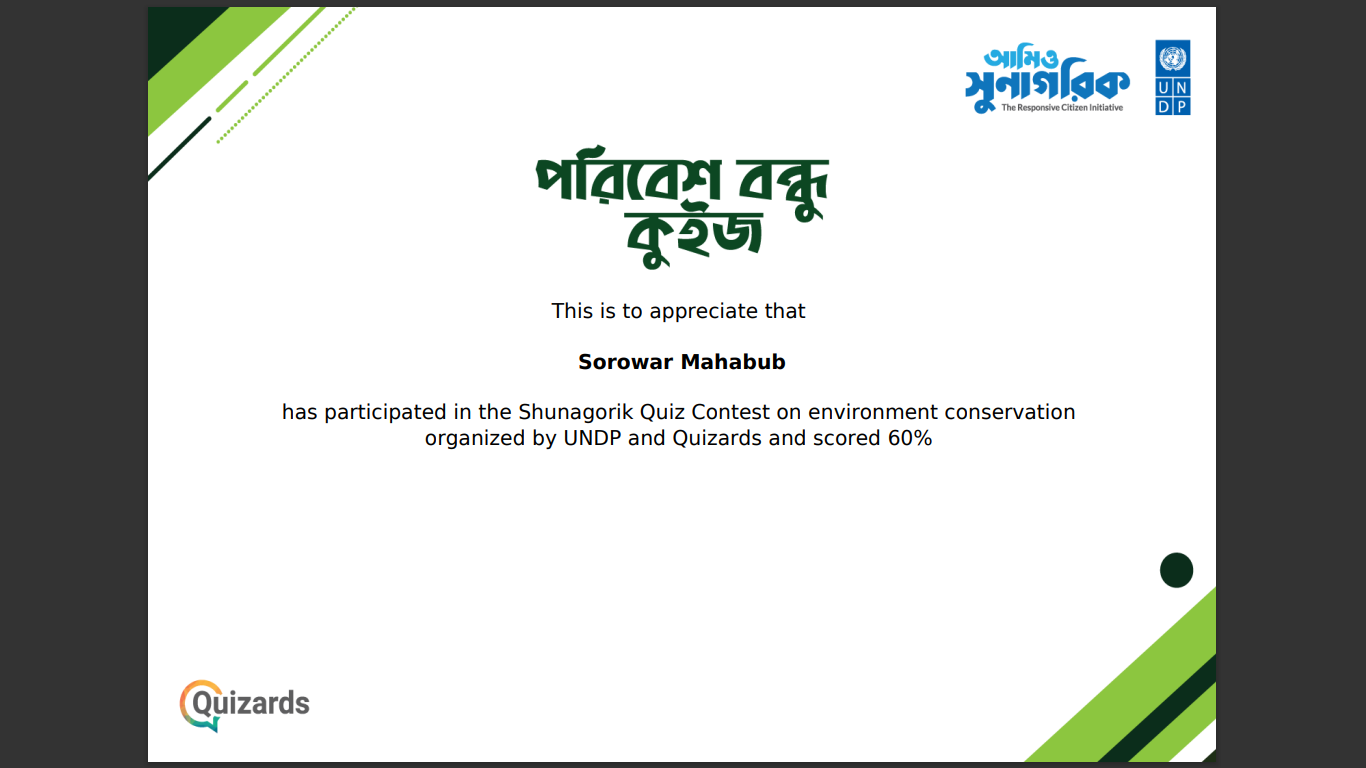 আমিও
সুনাগরিক
The Responsive Citizen Initiative
U N
D P
পরিবেশ বন্ধু
কুইজ
This is to appreciate that
Sorowar Mahabub
has participated in the Shunagorik Quiz Contest on environment conservation
organized by UNDP and Quizards and scored 60%
Quizards